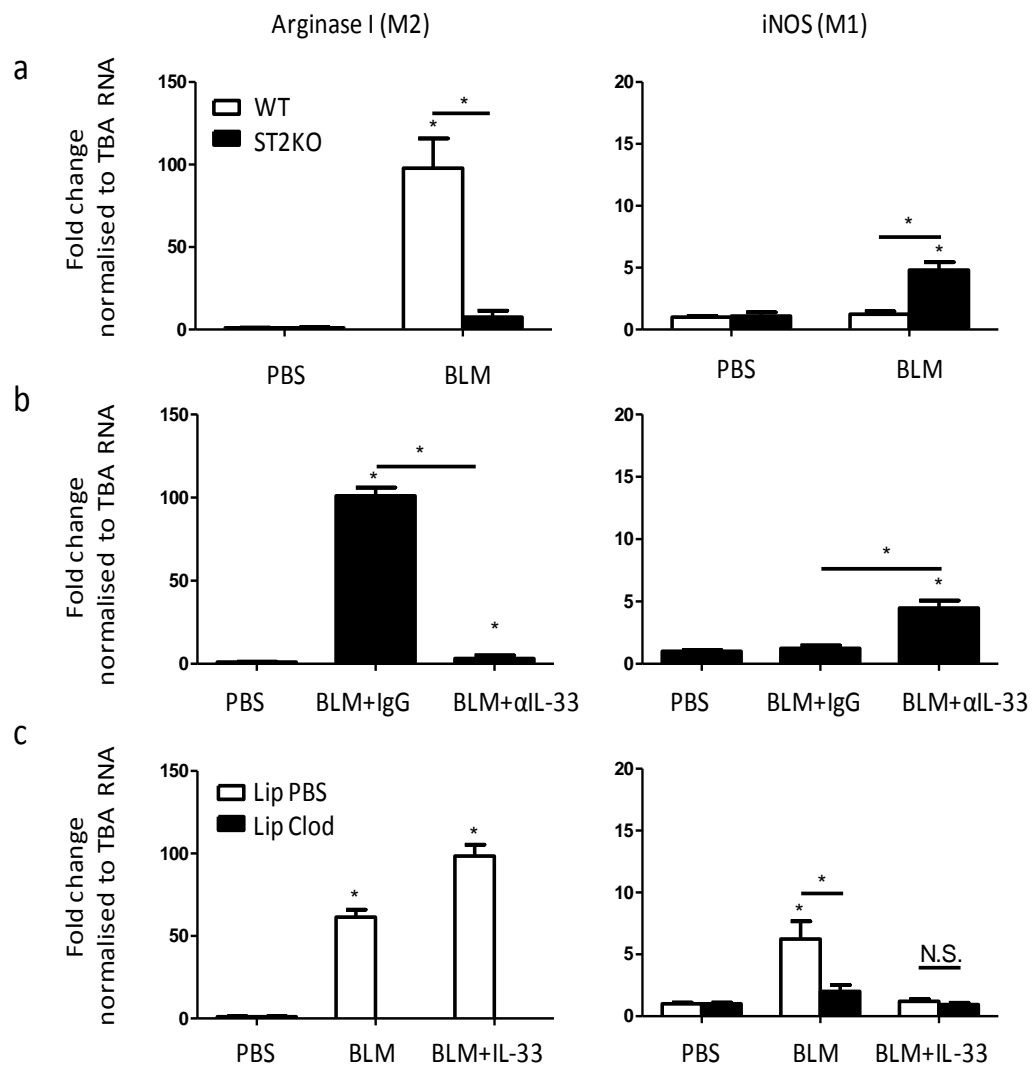 Arginase I (M2)
iNOS (M1)
a
Fold change
normalised to TBA RNA
150
100
50
0
WT
ST2KO
*
*
PBS
BLM
20
15
10
5
0
*
*
PBS
BLM
b
Fold change
normalised to TBA RNA
150
100
50
0
*
*
*
PBS
BLM+IgG
BLM+αIL-33
20
15
10
5
0
*
*
PBS
BLM+IgG
BLM+αIL-33
c
Fold change
normalised to TBA RNA
150
100
50
0
Lip PBS
Lip Clod
*
*
PBS
BLM
BLM+IL-33
20
15
10
5
0
*
*
N.S.
PBS
BLM
BLM+IL-33